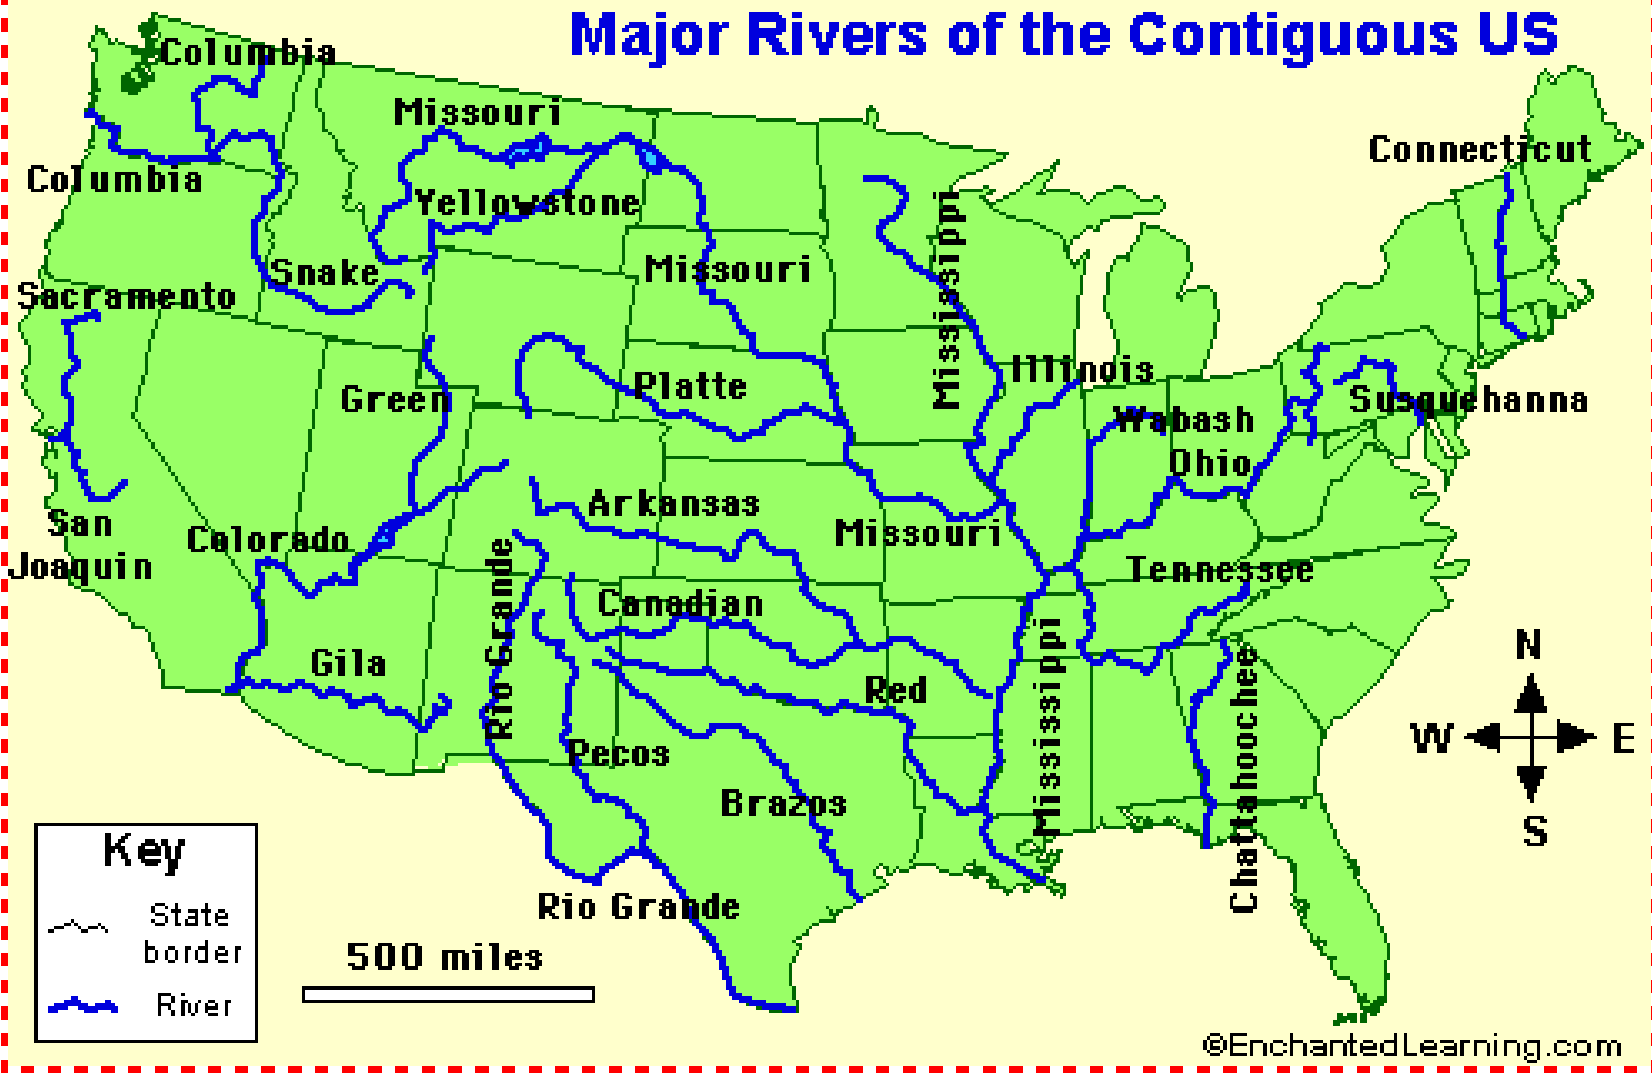 Major Rivers of the Contiguous US
Columbia
Missouri
Connecticut
Columbia
Yellowstone
Mississippi
Snake
Missouri
Sacramento
Illinois
Green
Platte
Susquehanna
Wabash
Ohio
Arkansas
San
Joaquin
Colorado
Missouri
Tennessee
Rio Grande
Canadian
Mississippi
Gila
Red
Chattahoochee
Pecos
Brazos
Rio Grande
N
W
E
S
Key
State
border
River
500 miles
©EnchantedLearning.com